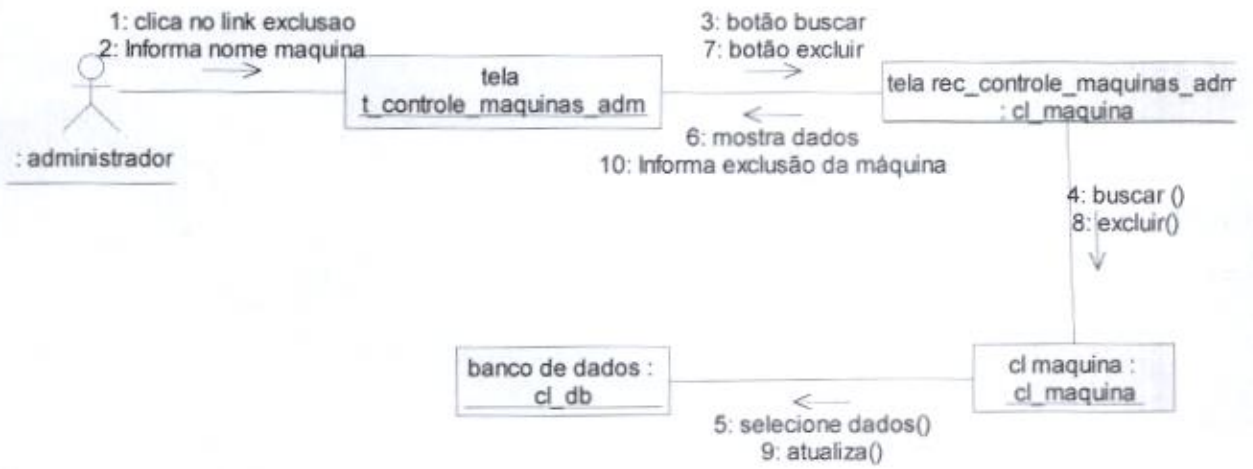 1: clica no link exclusao
2: Informa nome maquina
: administrador
tela
t_controle_maquinas_adm
3: botão buscar
7: botão excluir
6: mostra dados
10: Informa exclusão da máquina
tela rec_controle_maquinas_adm
: cl_maquina
4: buscar ()
8: excluir()
cl maquina :
cl_maquina
5: selecione dados()
9: atualiza()
banco de dados :
cl_db